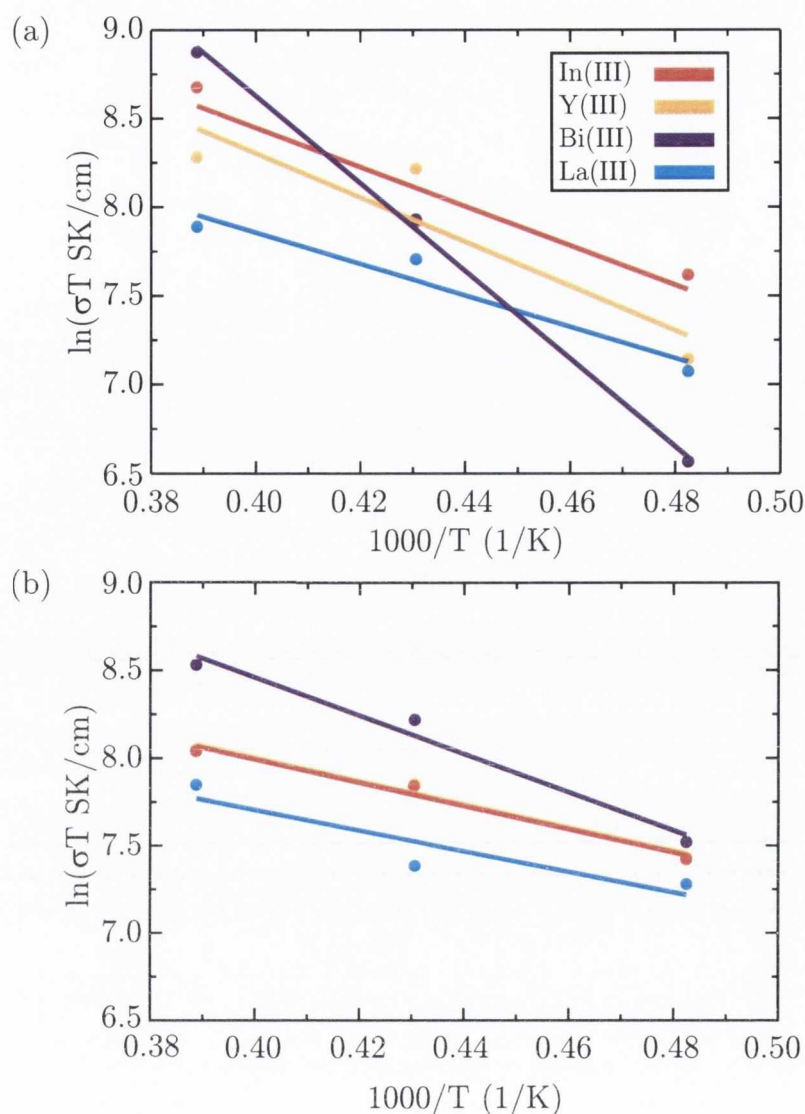 (a)
9.0
8.5
8.0
7.5
7.0
6.5
ln(σT SK/cm)
In(III)
Y(III)
Bi(III)
La(III)
0.38 0.40 0.42 0.44 0.46 0.48 0.50
1000/T (1/K)
(b)
9.0
8.5
8.0
7.5
7.0
6.5
ln(σT SK/cm)
0.38 0.40 0.42 0.44 0.46 0.48 0.50
1000/T (1/K)